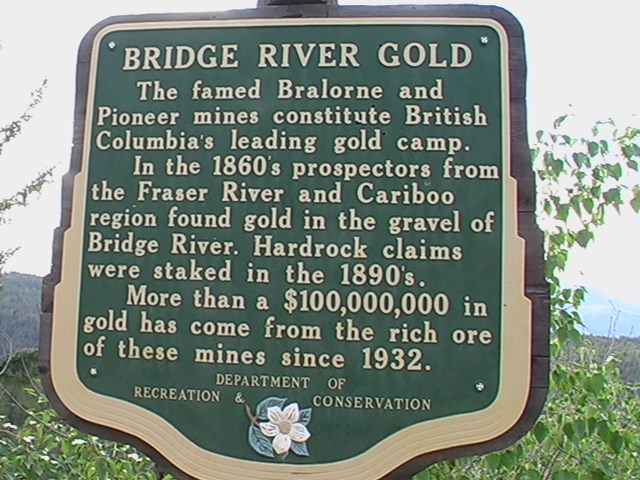 BRIDGE RIVER GOLD
The famed Bralorne and
Pioneer mines constitute British
Columbia's leading gold camp.
In the 1860's prospectors from
the Fraser River and Cariboo
region found gold in the gravel of
Bridge River. Hardrock claims
were staked in the 1890's.
More than a $100,000,000 in
gold has come from the rich ore
of these mines since 1932.
DEPARTMENT OF
RECREATION & CONSERVATION